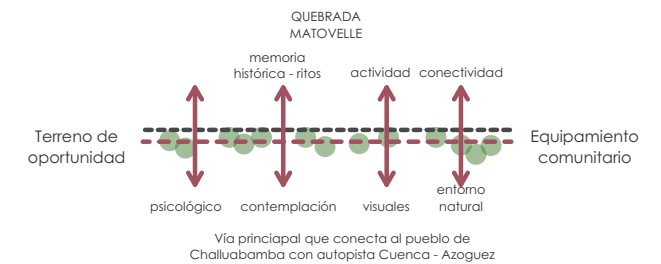 QUEBRADA
MATOVELLE
memoria
histórica - ritos
actividad
conectividad
Terreno de
oportunidad
Equipamiento
comunitario
psicológico
contemplación
visuales
entorno
natural
Vía princiapal que conecta al pueblo de
Challuabamba con autopista Cuenca - Azoguez